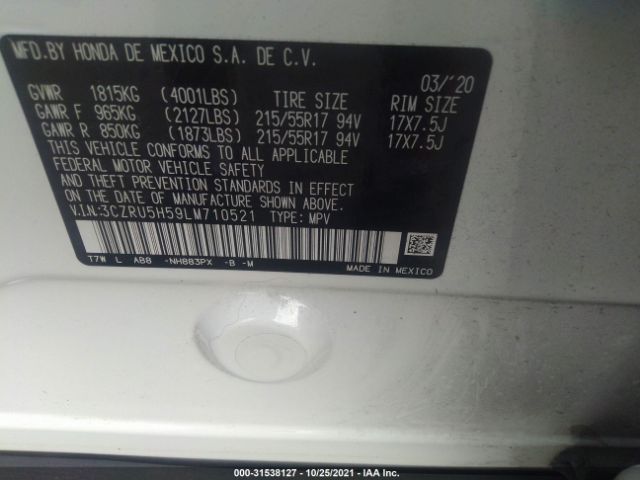 MFD.BY HONDA DE MEXICO S.A. DE C.V.
03/'20
GVWR 1815KG (4001LBS) TIRE SIZE RIM SIZE
GAWR F 965KG (2127LBS) 215/55R17 94V 17X7.5J
GAWR R 850KG (1873LBS) 215/55R17 94V 17X7.5J
THIS VEHICLE CONFORMS TO ALL APPLICABLE
FEDERAL MOTOR VEHICLE SAFETY
AND THEFT PREVENTION STANDARDS IN EFFECT
ON THE DATE OF MANUFACTURE SHOWN ABOVE.
V.I.N:3CZRU5H59LM710521 TYPE: MPV
T7W L AB8 -NH883PX -B -M
MADE IN MEXICO
000-31538127 - 10/25/2021 - IAA Inc.